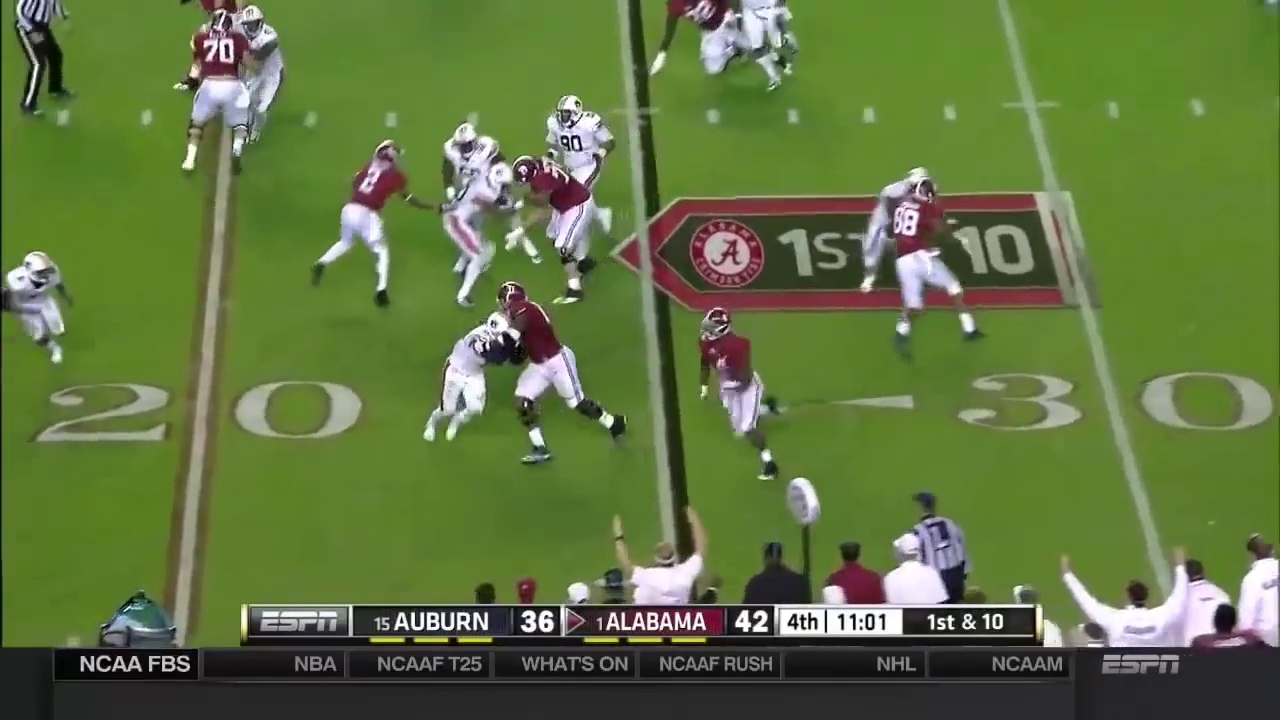 70
90
8
88
ALABAMA
A
CRIMSON TIDE
1ST
10
20
30
ESPN
15 AUBURN 36
1 ALABAMA 42
4th 11:01
1st & 10
NCAA FBS
NBA
NCAAF T25
WHAT'S ON
NCAAF RUSH
NHL
NCAAM
ESPN